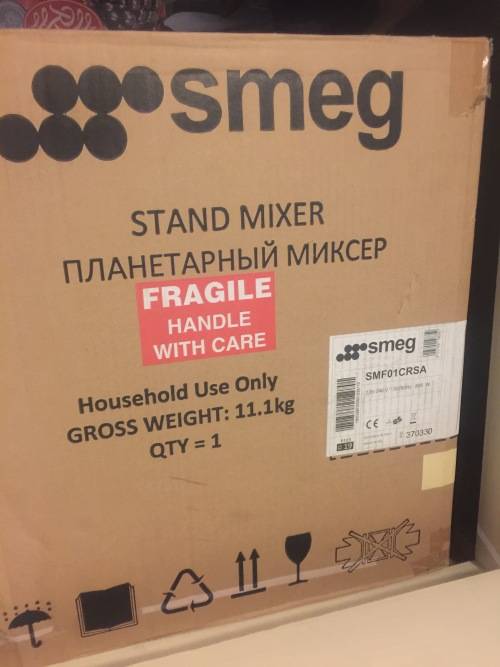 smeg
STAND MIXER
ПЛАНЕТАРНЫЙ МИКСЕР
FRAGILE
HANDLE
WITH CARE
Household Use Only
GROSS WEIGHT: 11.1kg
QTY = 1
smeg
SMF01CRSA
CE
370330